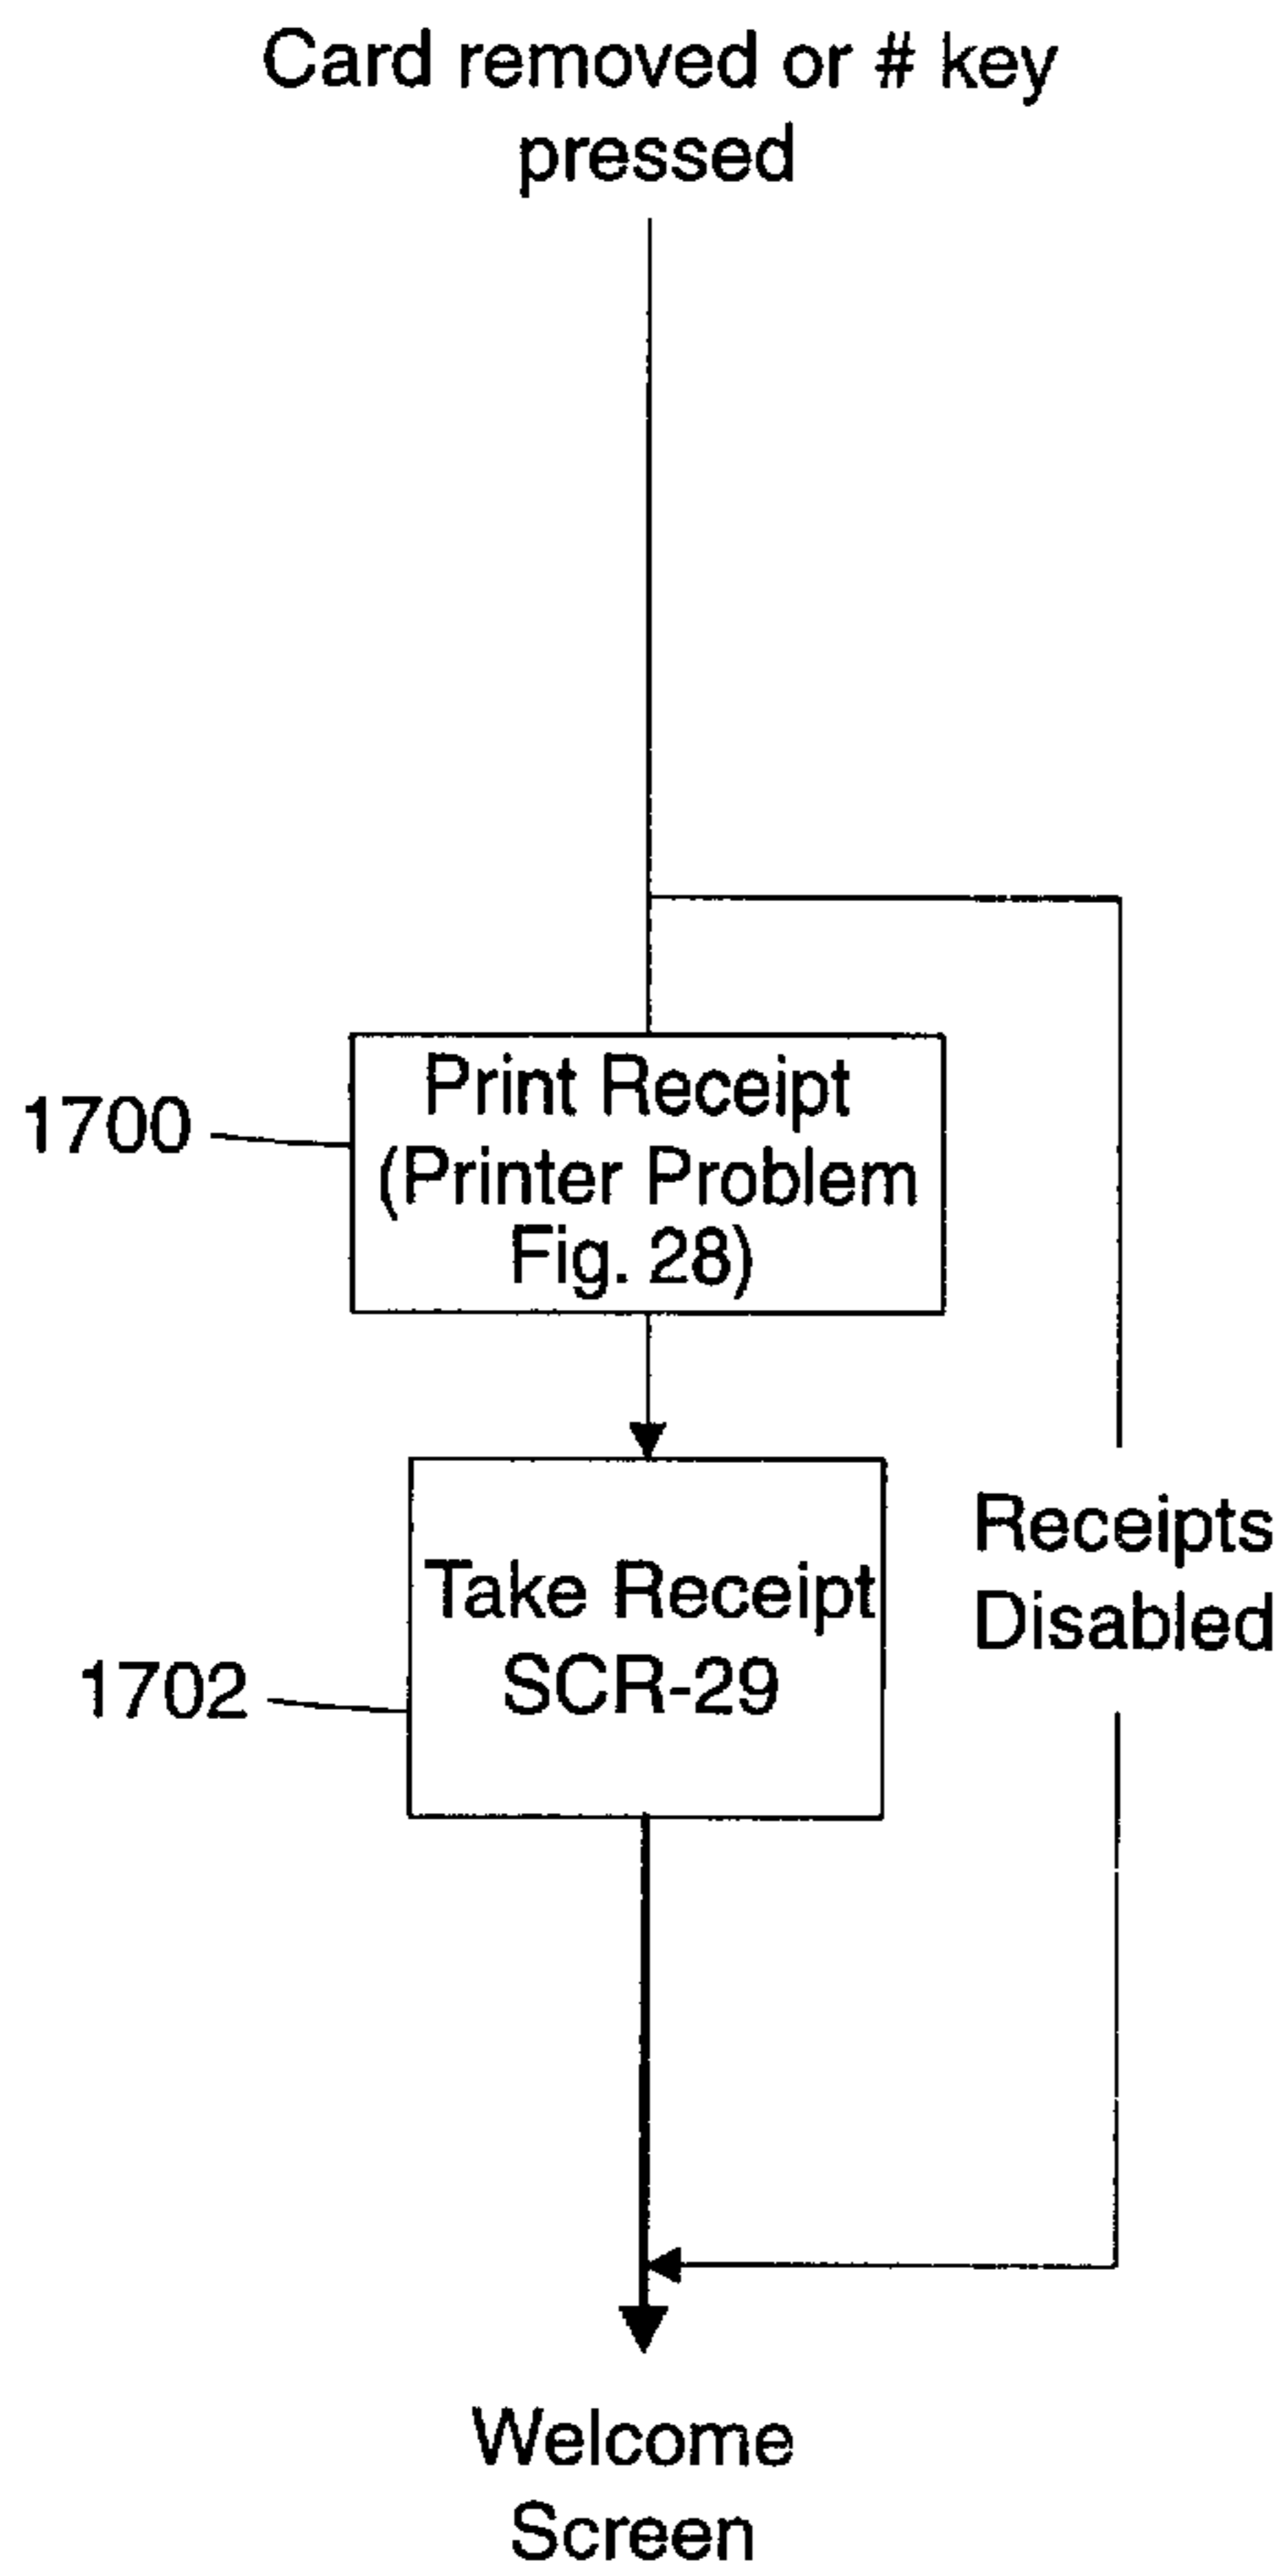 Card removed or # key
pressed
Print Receipt
1700
(Printer Problem
Fig. 28)
Take Receipt
SCR-29
1702
Receipts
Disabled
Welcome
Screen